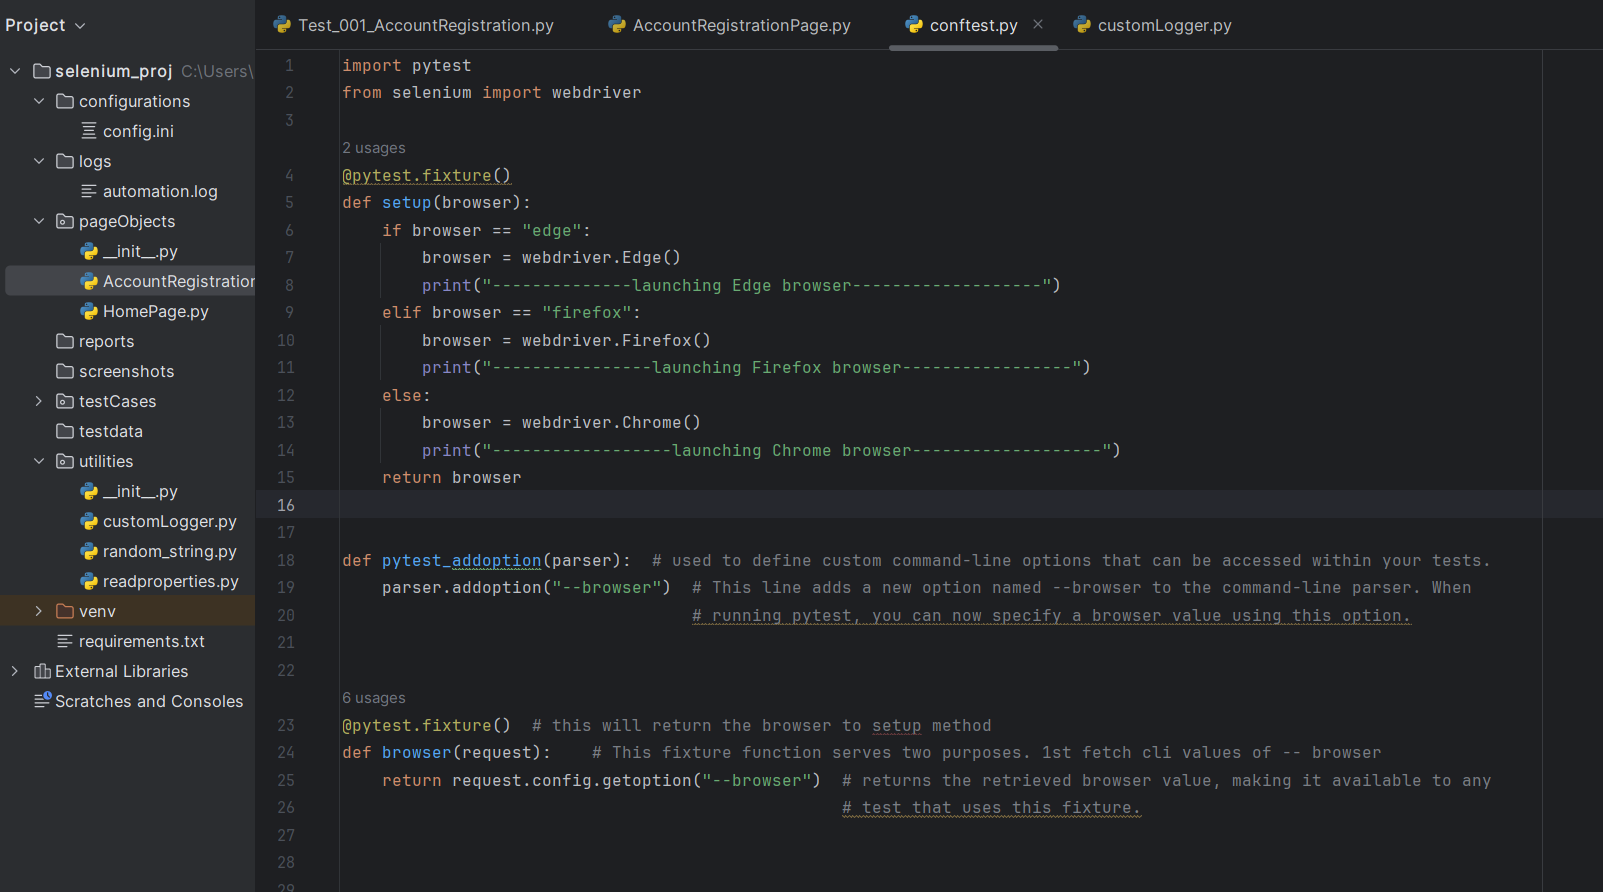 Project
Test_001_AccountRegistration.py
AccountRegistrationPage.py
conftest.py
customLogger.py
selenium_proj C:\Users\
configurations
config.ini
logs
automation.log
pageObjects
__init__.py
AccountRegistration
HomePage.py
reports
screenshots
testCases
testdata
utilities
__init__.py
customLogger.py
random_string.py
readproperties.py
venv
requirements.txt
External Libraries
Scratches and Consoles
1 import pytest
2 from selenium import webdriver
3
2 usages
4 @pytest.fixture()
5 def setup(browser):
6 if browser == "edge":
7 browser = webdriver.Edge()
8 print("--------------launching Edge browser-------------------")
9 elif browser == "firefox":
10 browser = webdriver.Firefox()
11 print("----------------launching Firefox browser-----------------")
12 else:
13 browser = webdriver.Chrome()
14 print("------------------launching Chrome browser-------------------")
15 return browser
16
17
18 def pytest_addoption(parser): # used to define custom command-line options that can be accessed within your tests.
19 parser.addoption("--browser") # This line adds a new option named --browser to the command-line parser. When
20 # running pytest, you can now specify a browser value using this option.
21
22
6 usages
23 @pytest.fixture() # this will return the browser to setup method
24 def browser(request): # This fixture function serves two purposes. 1st fetch cli values of -- browser
25 return request.config.getoption("--browser") # returns the retrieved browser value, making it available to any
26 # test that uses this fixture.
27
28
29